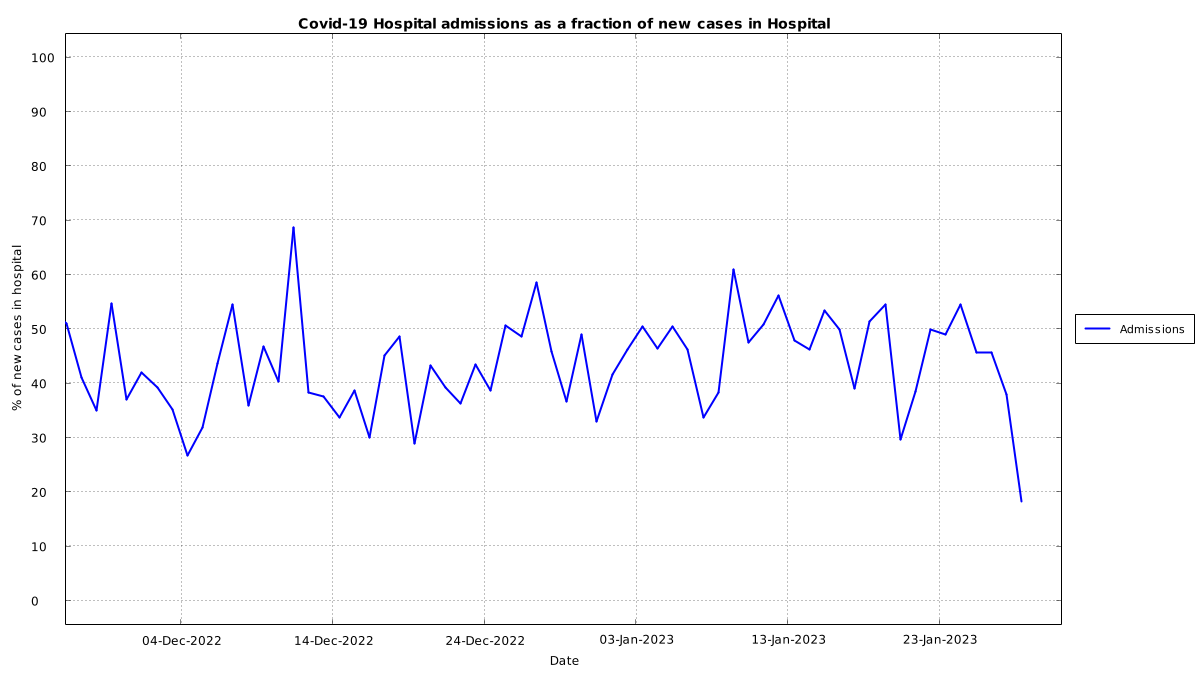 Covid-19 Hospital admissions as a fraction of new cases in Hospital
100
90
80
70
60
50
40
30
20
10
0
% of new cases in hospital
04-Dec-2022
14-Dec-2022
24-Dec-2022
03-Jan-2023
13-Jan-2023
23-Jan-2023
Date
Admissions